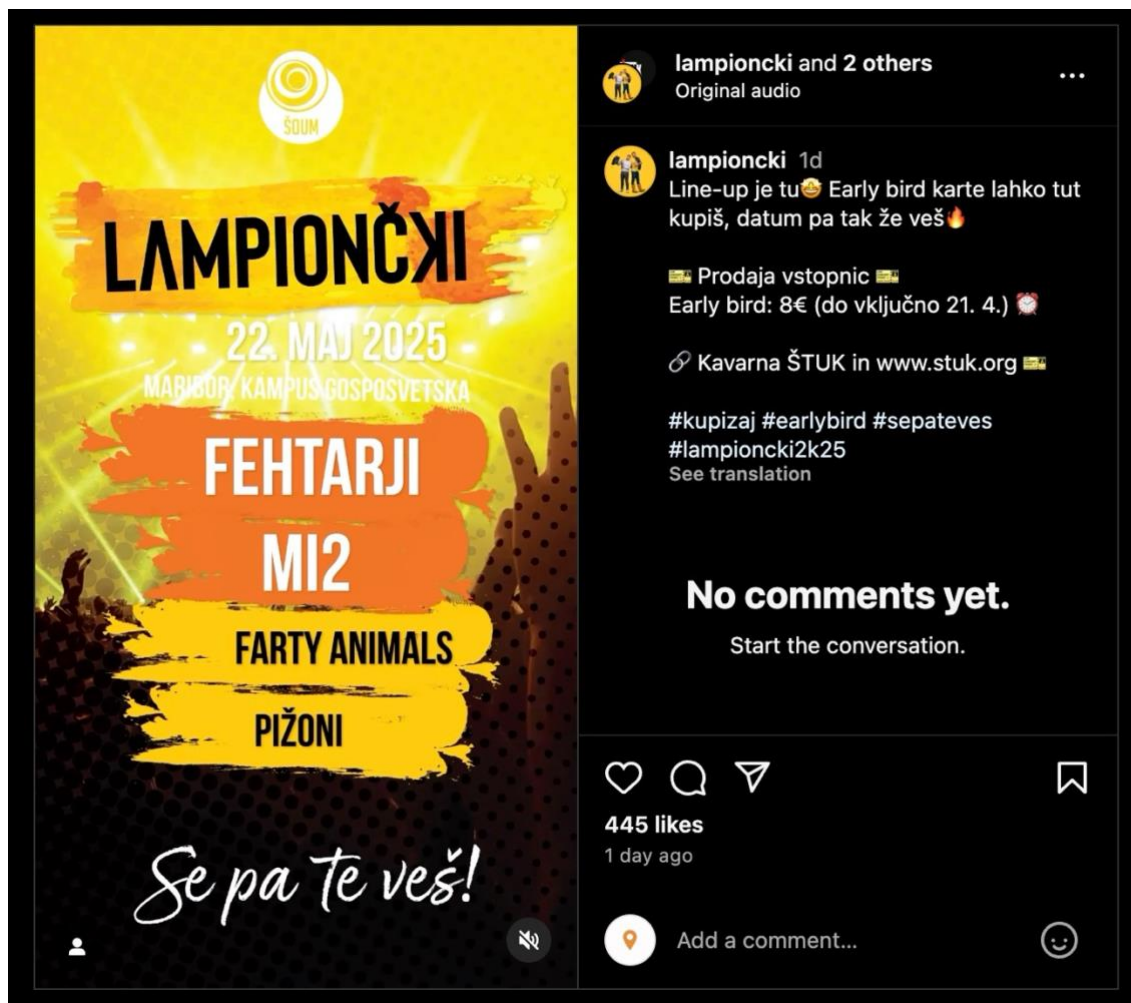 ŠOUM
LAMPIONČKI
22. MAJ 2025
MARIBOR, KAMPUS GOSPOSVETSKA
FEHTARJI
MI2
FARTY ANIMALS
PIŽONI
Se pa te veš!
lampioncki and 2 others
Original audio
lampioncki 1d
Line-up je tu🤩 Early bird karte lahko tut
kupiš, datum pa tak že veš🔥
🎫 Prodaja vstopnic 🎫
Early bird: 8€ (do vključno 21. 4.) ⏰
🔗 Kavarna ŠTUK in www.stuk.org 🎫
#kupizaj #earlybird #sepateves
#lampioncki2k25
See translation
No comments yet.
Start the conversation.
445 likes
1 day ago
Add a comment...